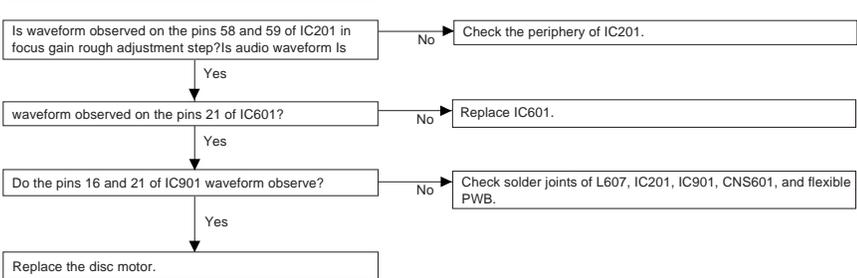 Is waveform observed on the pins 58 and 59 of IC201 in
focus gain rough adjustment step?Is audio waveform Is
No
Check the periphery of IC201.
Yes
waveform observed on the pins 21 of IC601?
No
Replace IC601.
Yes
Do the pins 16 and 21 of IC901 waveform observe?
No
Check solder joints of L607, IC201, IC901, CNS601, and flexible
PWB.
Yes
Replace the disc motor.